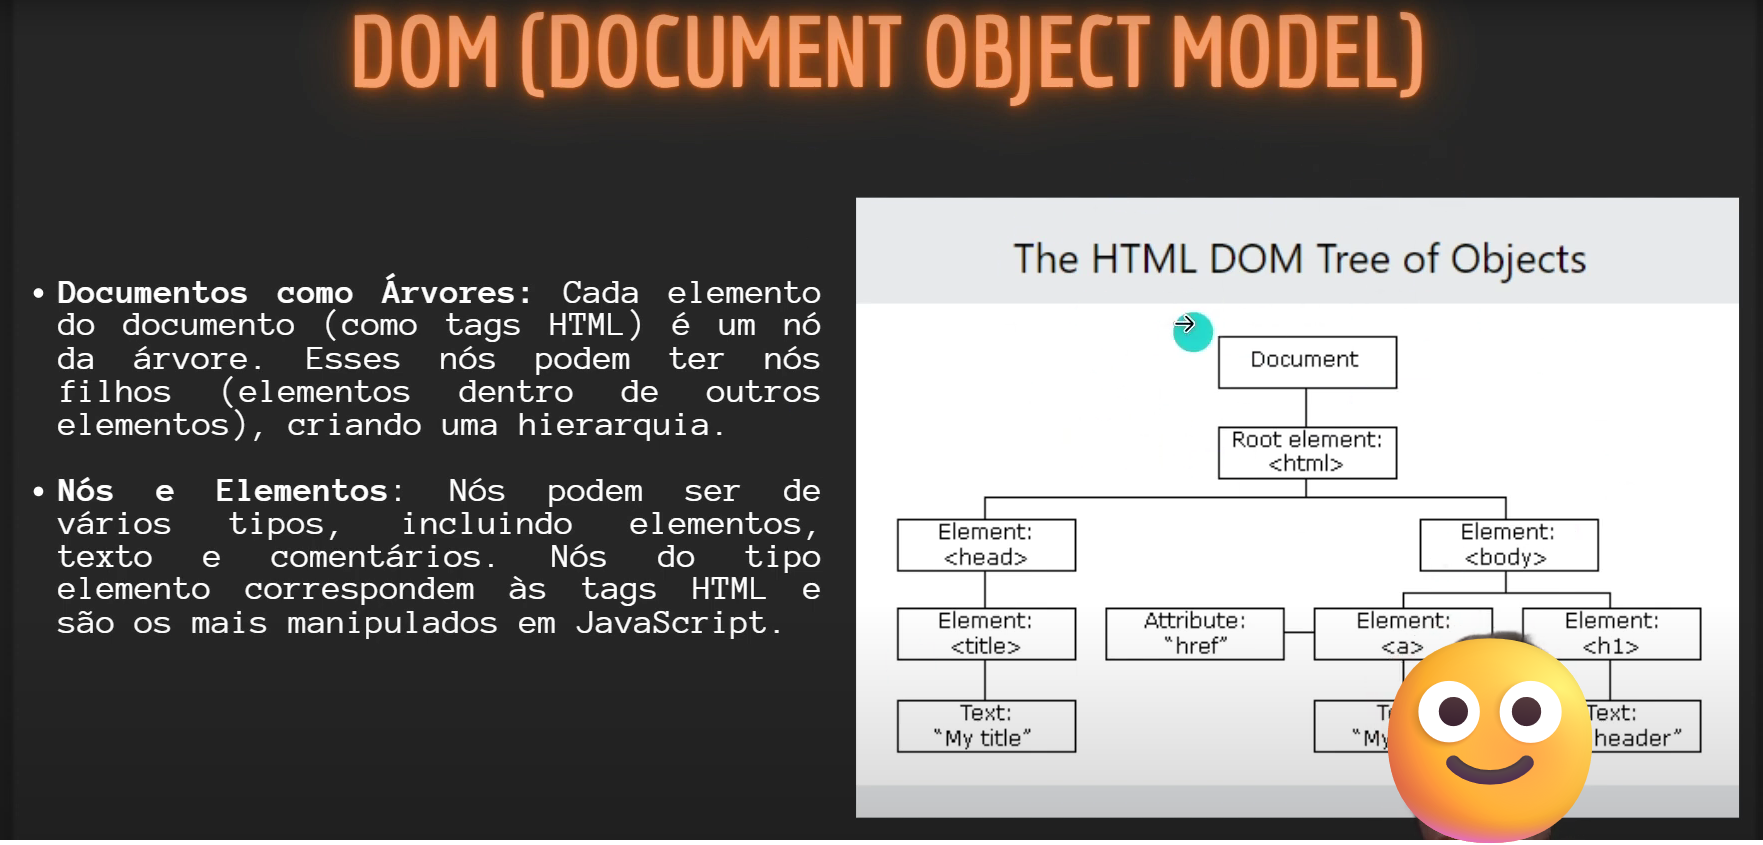 DOM (DOCUMENT OBJECT MODEL)
• Documentos como Árvores: Cada elemento
do documento (como tags HTML) é um nó
da árvore. Esses nós podem ter nós
filhos (elementos dentro de outros
elementos), criando uma hierarquia.
• Nós e Elementos: Nós podem ser de
vários tipos, incluindo elementos,
texto e comentários. Nós do tipo
elemento correspondem às tags HTML e
são os mais manipulados em JavaScript.
The HTML DOM Tree of Objects
Document
Root element:
<html>
Element:
<head>
Element:
<body>
Element:
<title>
Attribute:
"href"
Element:
<a>
Element:
<h1>
Text:
"My title"
"My
Text:
header"